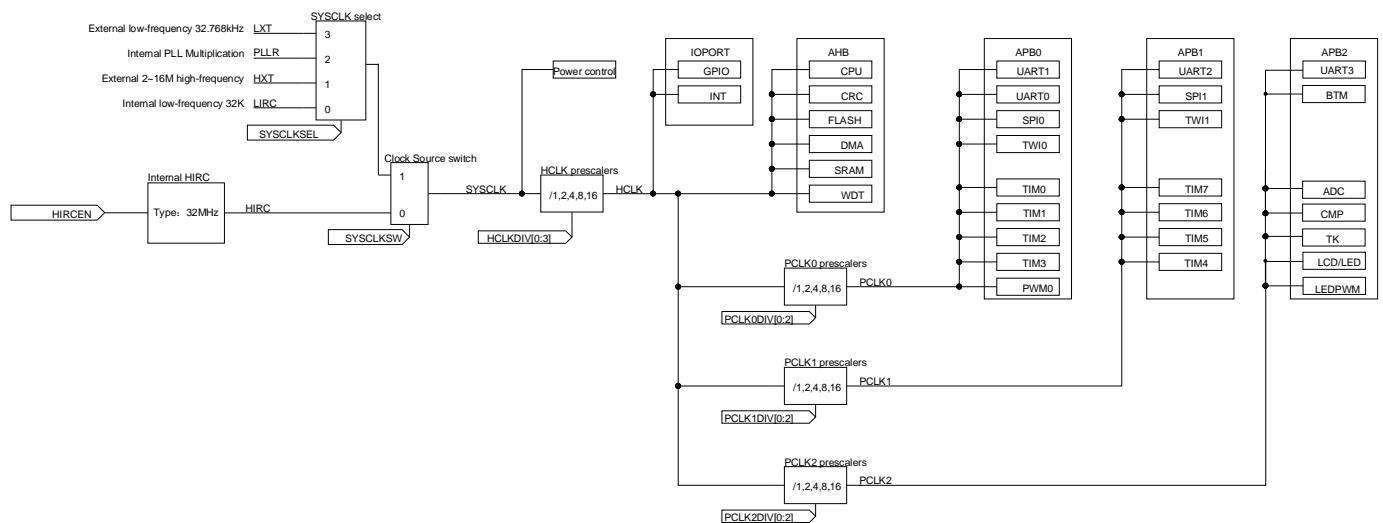 SYSCLK select
External low-frequency 32.768kHz LXT 3
Internal PLL Multiplication PLLR 2
External 2~16M high-frequency HXT 1
Internal low-frequency 32K LIRC 0
SYSCLKSEL
Clock Source switch
1
0
SYSCLKSW
Internal HIRC
HIRCEN
Type: 32MHz
HIRC
SYSCLK
Power control
HCLK prescalers
/1,2,4,8,16
HCLKDIV[0:3]
HCLK
IOPORT
GPIO
INT
AHB
CPU
CRC
FLASH
DMA
SRAM
WDT
PCLK0 prescalers
/1,2,4,8,16
PCLK0DIV[0:2]
PCLK0
PCLK1 prescalers
/1,2,4,8,16
PCLK1DIV[0:2]
PCLK1
PCLK2 prescalers
/1,2,4,8,16
PCLK2DIV[0:2]
PCLK2
APB0
UART1
UART0
SPI0
TWI0
TIM0
TIM1
TIM2
TIM3
PWM0
APB1
UART2
SPI1
TWI1
TIM7
TIM6
TIM5
TIM4
APB2
UART3
BTM
ADC
CMP
TK
LCD/LED
LEDPWM